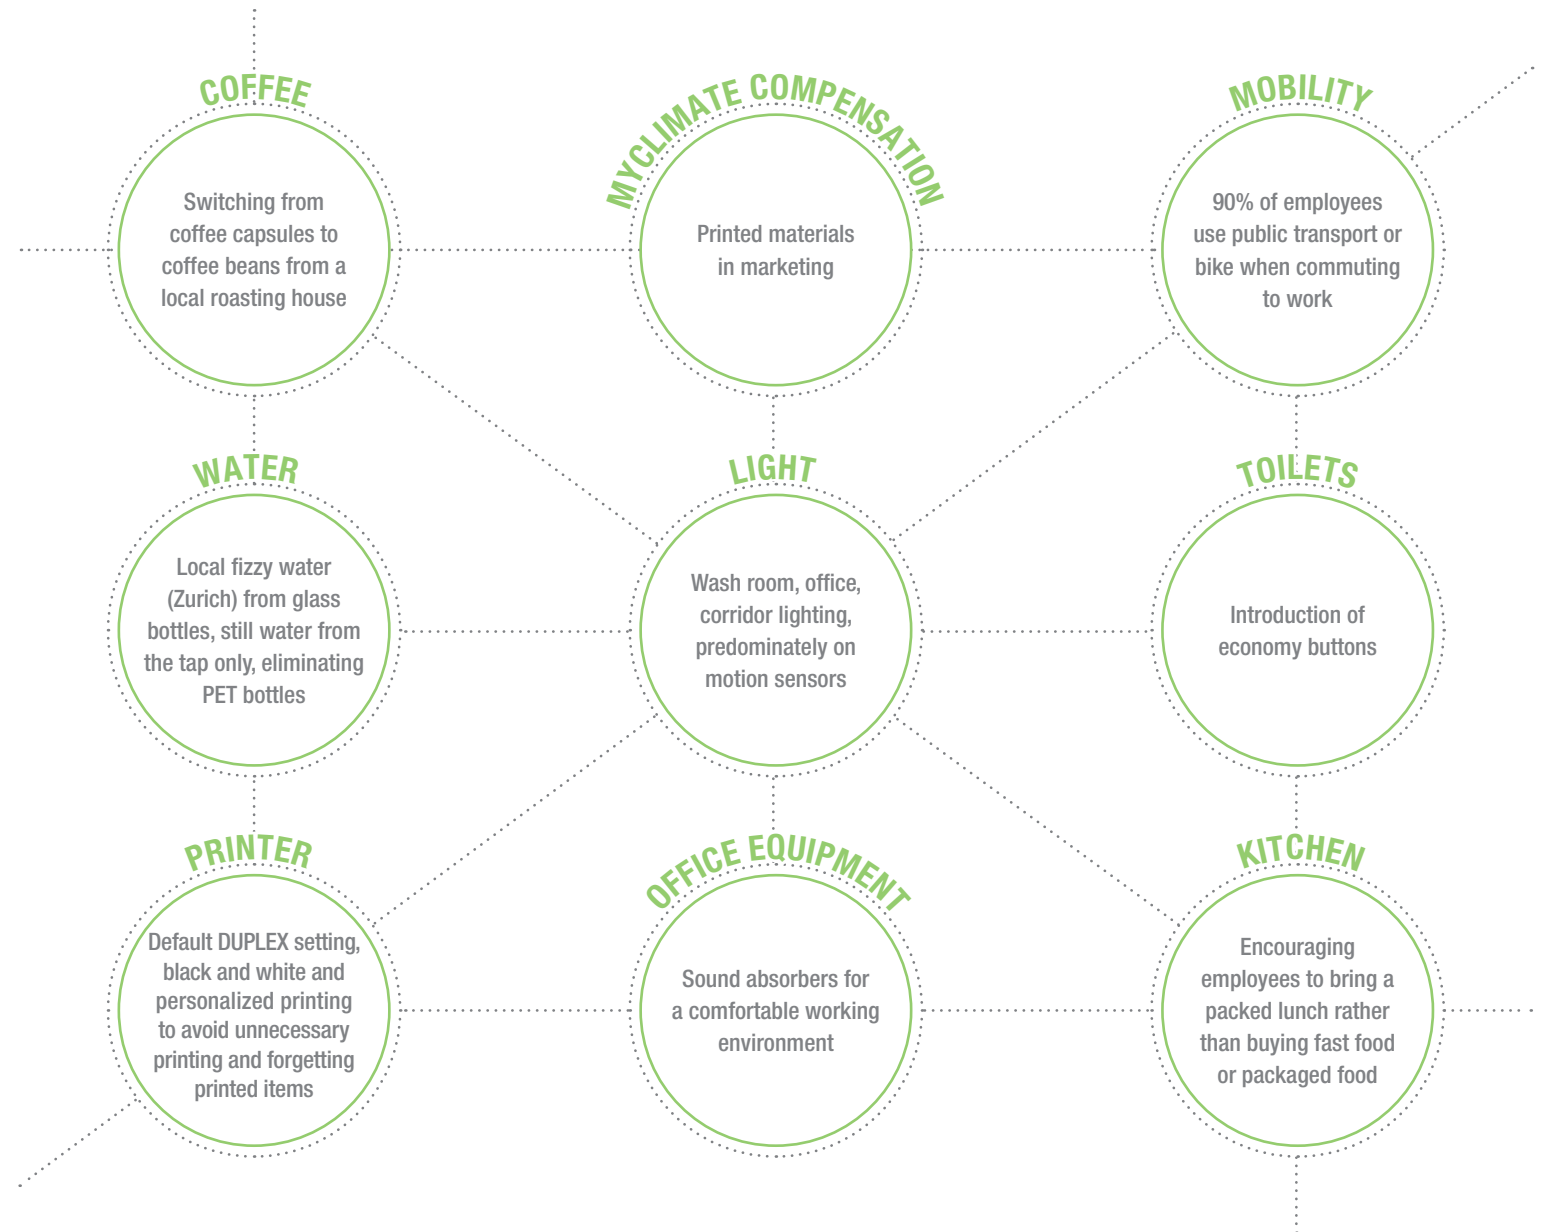 COFFEE
Switching from
coffee capsules to
coffee beans from a
local roasting house
MYCLIMATE COMPENSATION
Printed materials
in marketing
MOBILITY
90% of employees
use public transport or
bike when commuting
to work
WATER
Local fizzy water
(Zurich) from glass
bottles, still water from
the tap only, eliminating
PET bottles
LIGHT
Wash room, office,
corridor lighting,
predominately on
motion sensors
TOILETS
Introduction of
economy buttons
PRINTER
Default DUPLEX setting,
black and white and
personalized printing
to avoid unnecessary
printing and forgetting
printed items
OFFICE EQUIPMENT
Sound absorbers for
a comfortable working
environment
KITCHEN
Encouraging
employees to bring a
packed lunch rather
than buying fast food
or packaged food